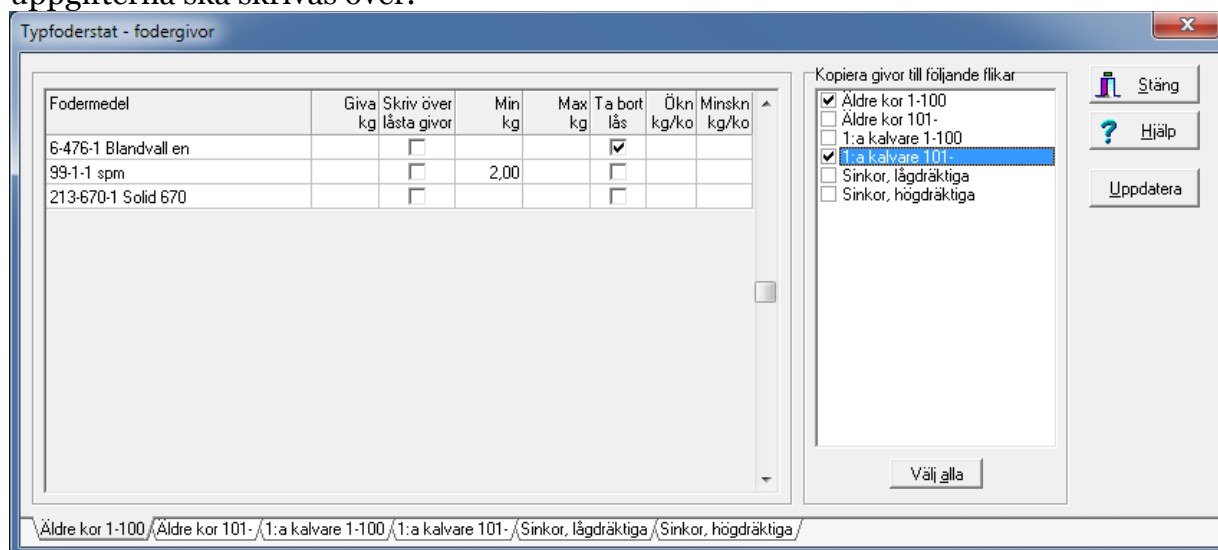 uppgifterna ska skrivas över.
Typfoderstat - fodergivor
Fodermedel Giva kg Skriv över låsta givor Min kg Max kg Ta bort lås Ökn kg/ko Minskn kg/ko
6-476-1 Blandvall en
99-1-1 spm 2,00
213-670-1 Solid 670
Kopiera givor till följande flikar
Äldre kor 1-100
Äldre kor 101-
1:a kalvare 1-100
1:a kalvare 101-
Sinkor, lågdräktiga
Sinkor, högdräktiga
Välj alla
Stäng
Hjälp
Uppdatera
Äldre kor 1-100 Äldre kor 101- 1:a kalvare 1-100 1:a kalvare 101- Sinkor, lågdräktiga Sinkor, högdräktiga